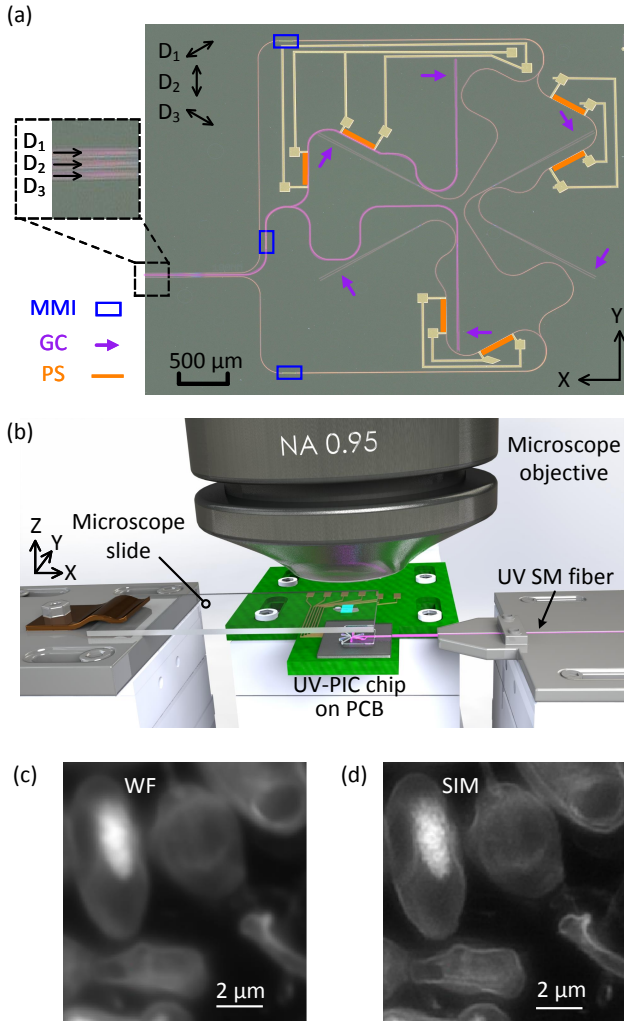 (a)
D₁
D₂
D₃
D₁
D₂
D₃
MMI
GC
PS
500 µm
Y
X
(b)
NA 0.95
Microscope
objective
Microscope
slide
Z
Y
X
UV SM fiber
UV-PIC chip
on PCB
(c)
WF
2 µm
(d)
SIM
2 µm